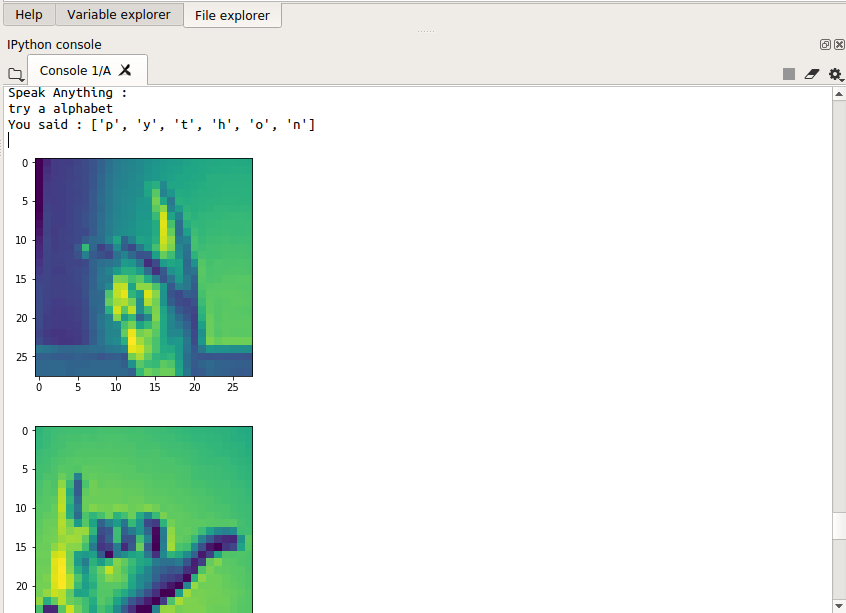 Help Variable explorer File explorer
IPython console
Console 1/A
Speak Anything :
try a alphabet
You said : ['p', 'y', 't', 'h', 'o', 'n']
0
5
10
15
20
25
0 5 10 15 20 25
0
5
10
15
20